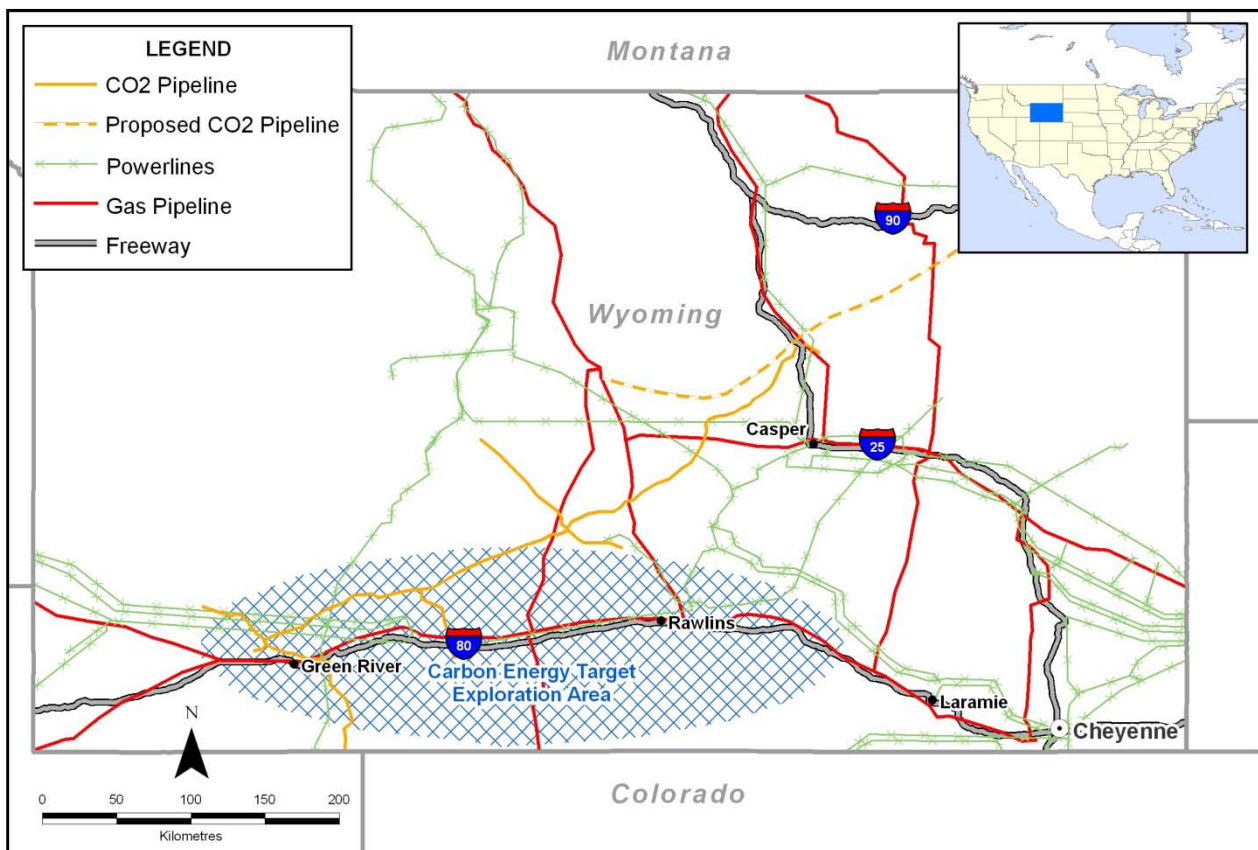 LEGEND
CO2 Pipeline
Proposed CO2 Pipeline
Powerlines
Gas Pipeline
Freeway
Montana
90
Wyoming
Casper
25
Rawlins
80
Green River
Carbon Energy Target
Exploration Area
Laramie
Cheyenne
N
Colorado
0 50 100 150 200
Kilometres